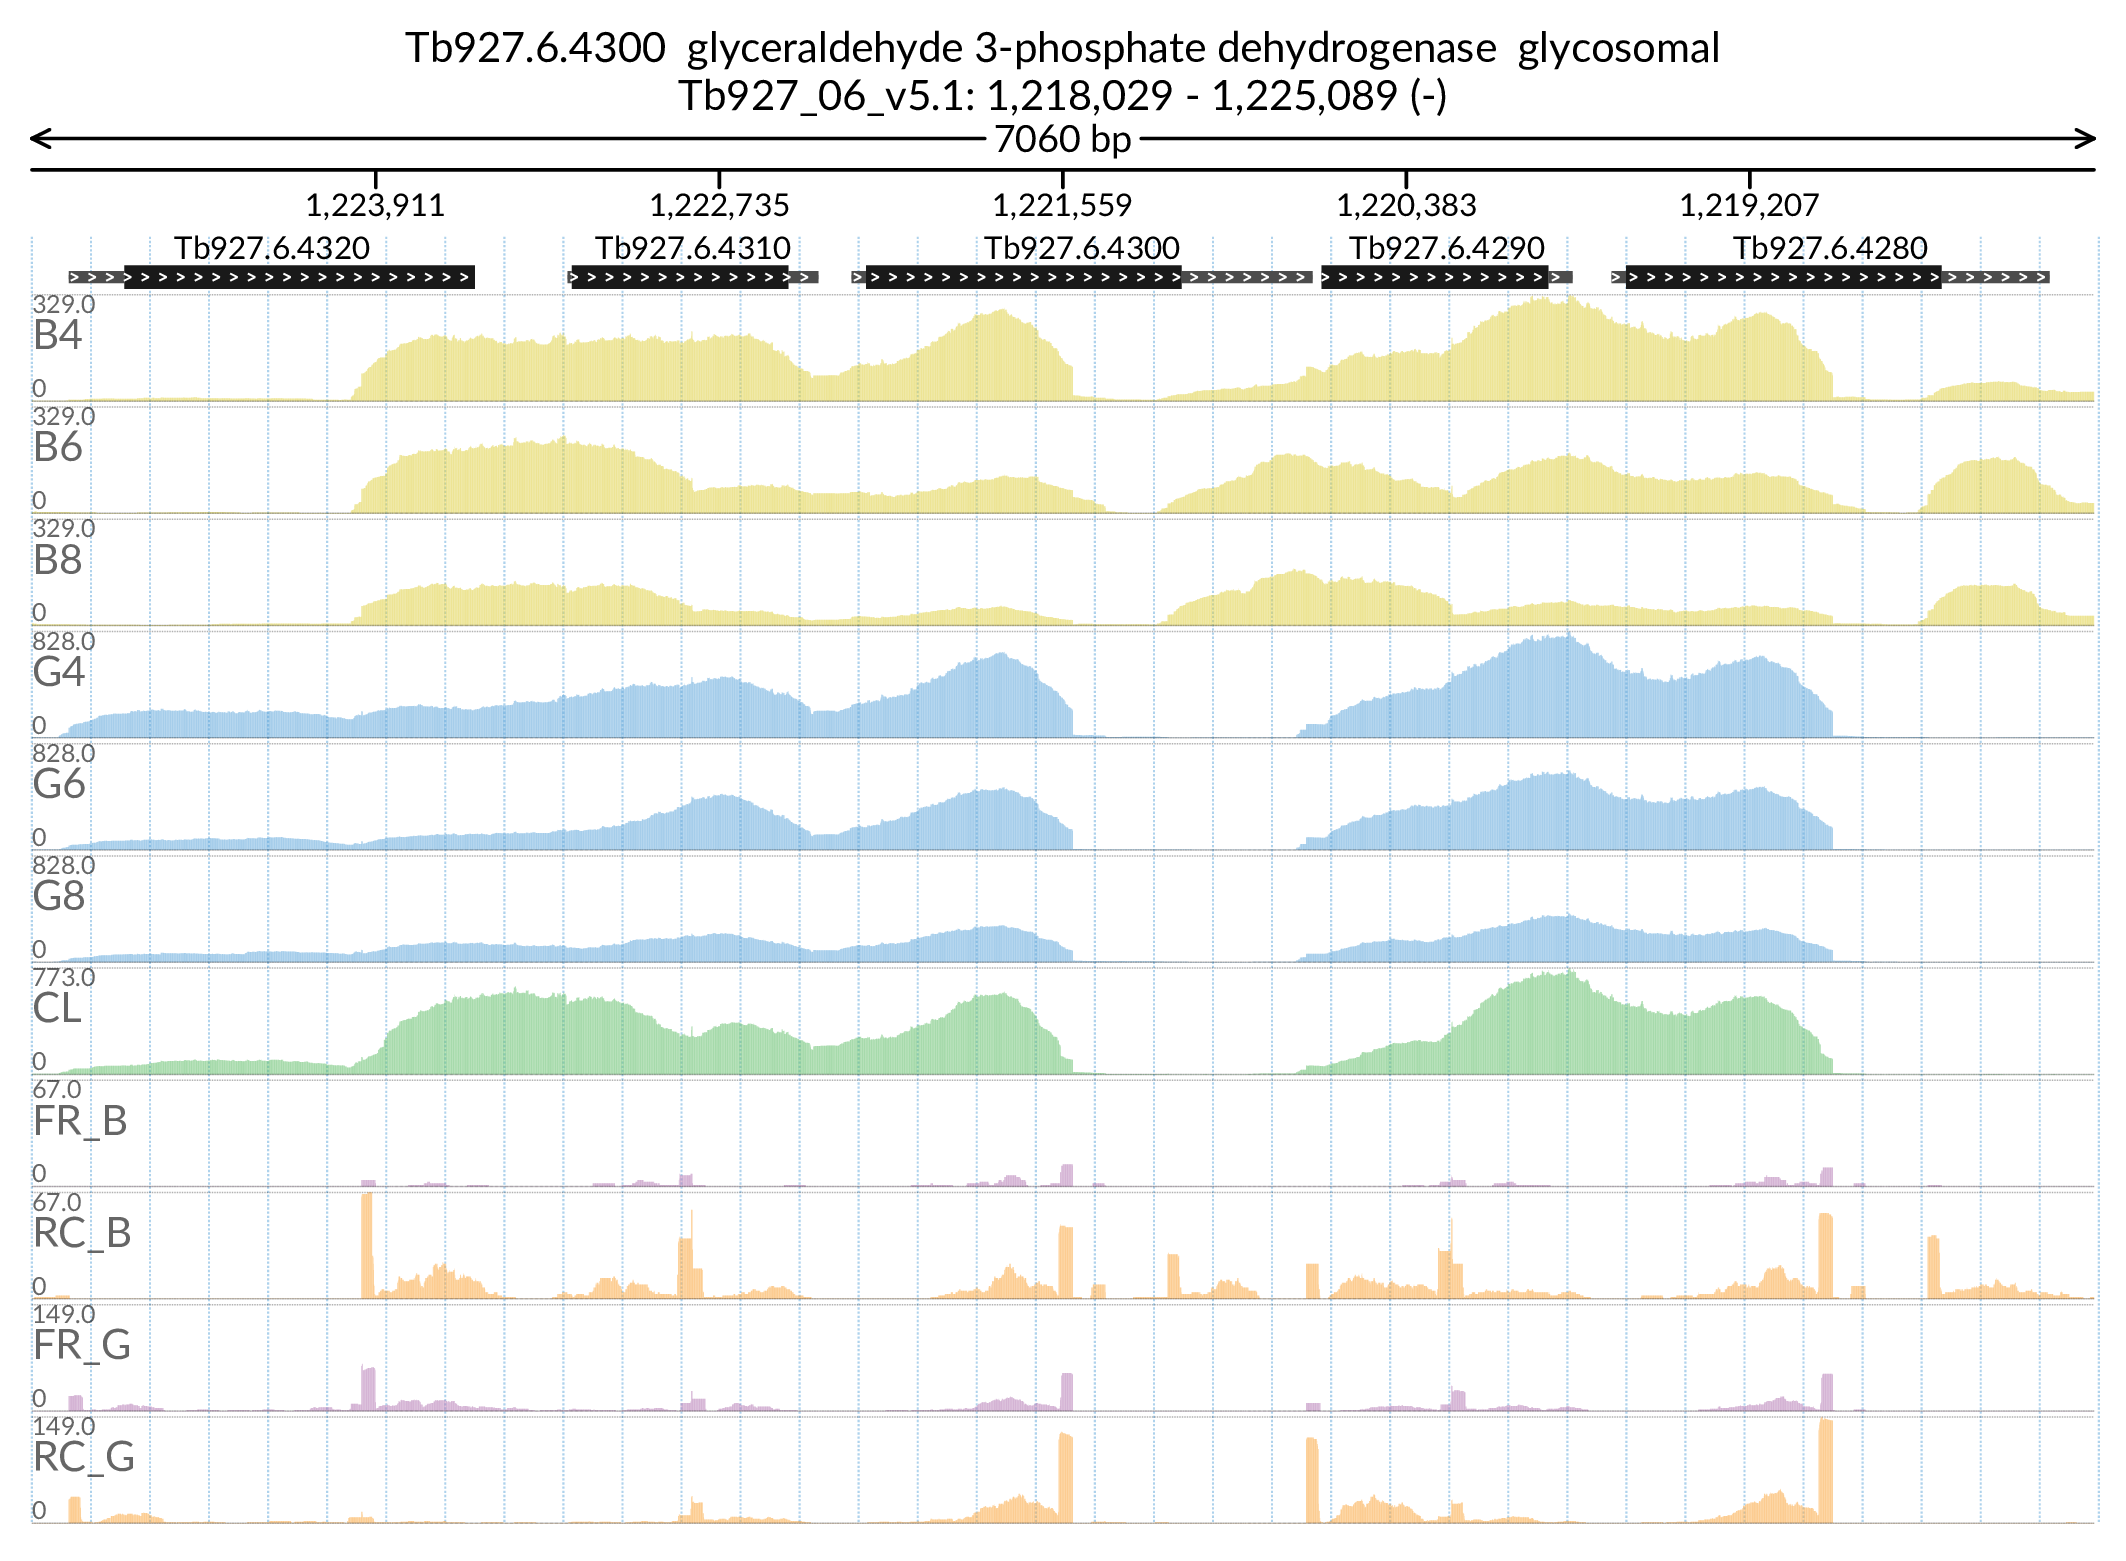 Tb927.6.4300 glyceraldehyde 3-phosphate dehydrogenase glycosomal
Tb927_06_v5.1: 1,218,029 - 1,225,089 (-)
7060 bp
1,223,911 1,222,735 1,221,559 1,220,383 1,219,207
Tb927.6.4320 Tb927.6.4310 Tb927.6.4300 Tb927.6.4290 Tb927.6.4280
329.0
B4
0
329.0
B6
0
329.0
B8
0
828.0
G4
0
828.0
G6
0
828.0
G8
0
773.0
CL
0
67.0
FR_B
0
67.0
RC_B
0
149.0
FR_G
0
149.0
RC_G
0